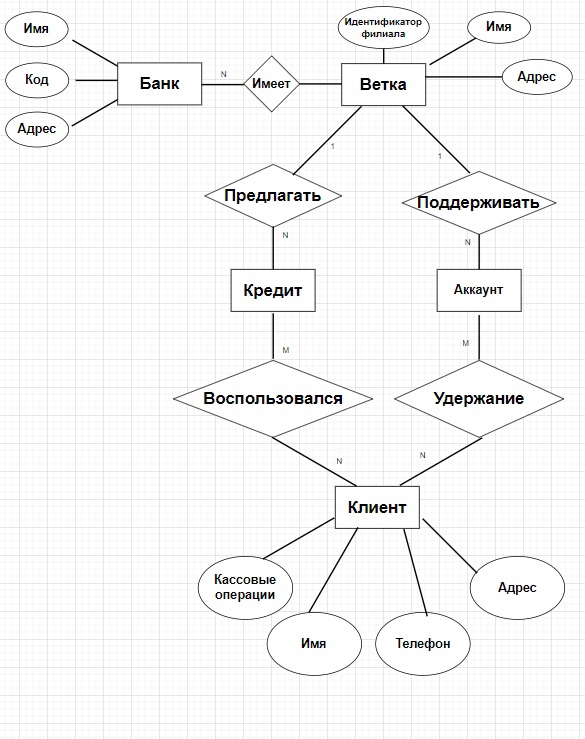 Идентификатор
филиала
Имя
Имя
Код
N
Банк
Имеет
Ветка
Адрес
Адрес
1
1
Предлагать
Поддерживать
N
N
Кредит
Аккаунт
M
M
Воспользовался
Удержание
N
N
Клиент
Кассовые
операции
Адрес
Имя
Телефон